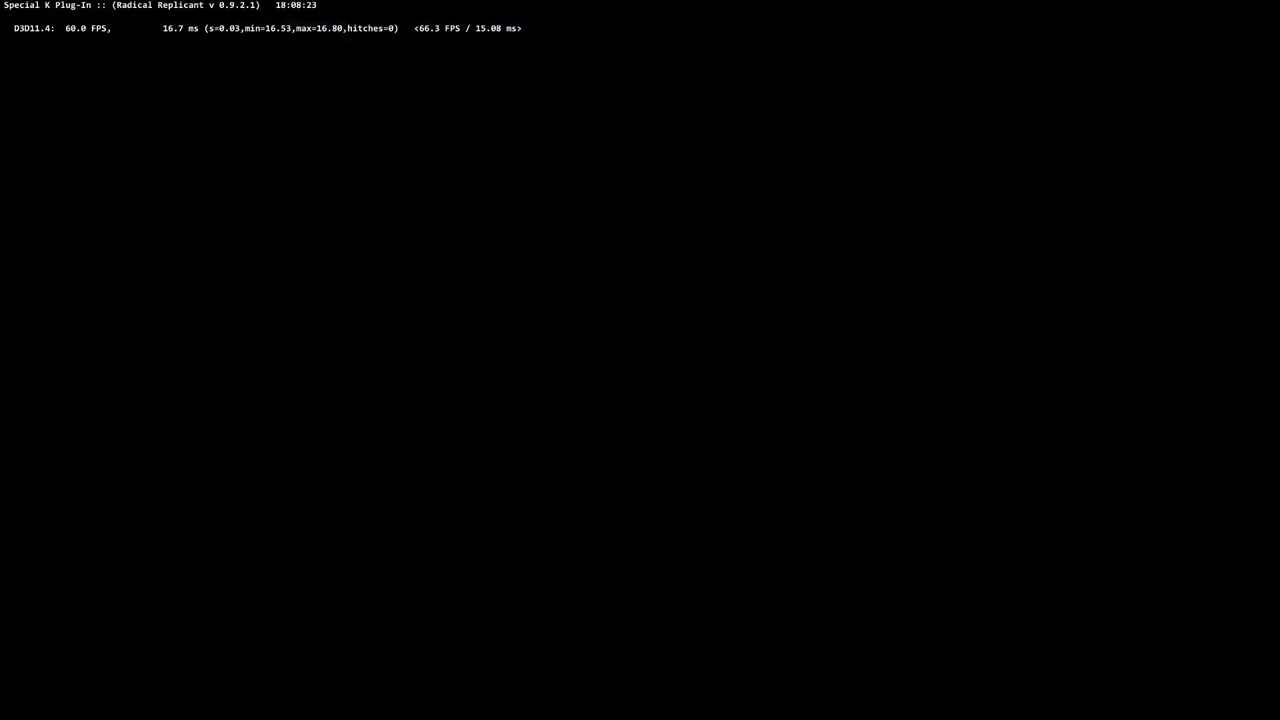 Special K Plug-In :: (Radical Replicant v 0.9.2.1)   18:08:23
D3D11.4:  60.0 FPS,          16.7 ms (s=0.03,min=16.53,max=16.80,hitches=0)   <66.3 FPS / 15.08 ms>